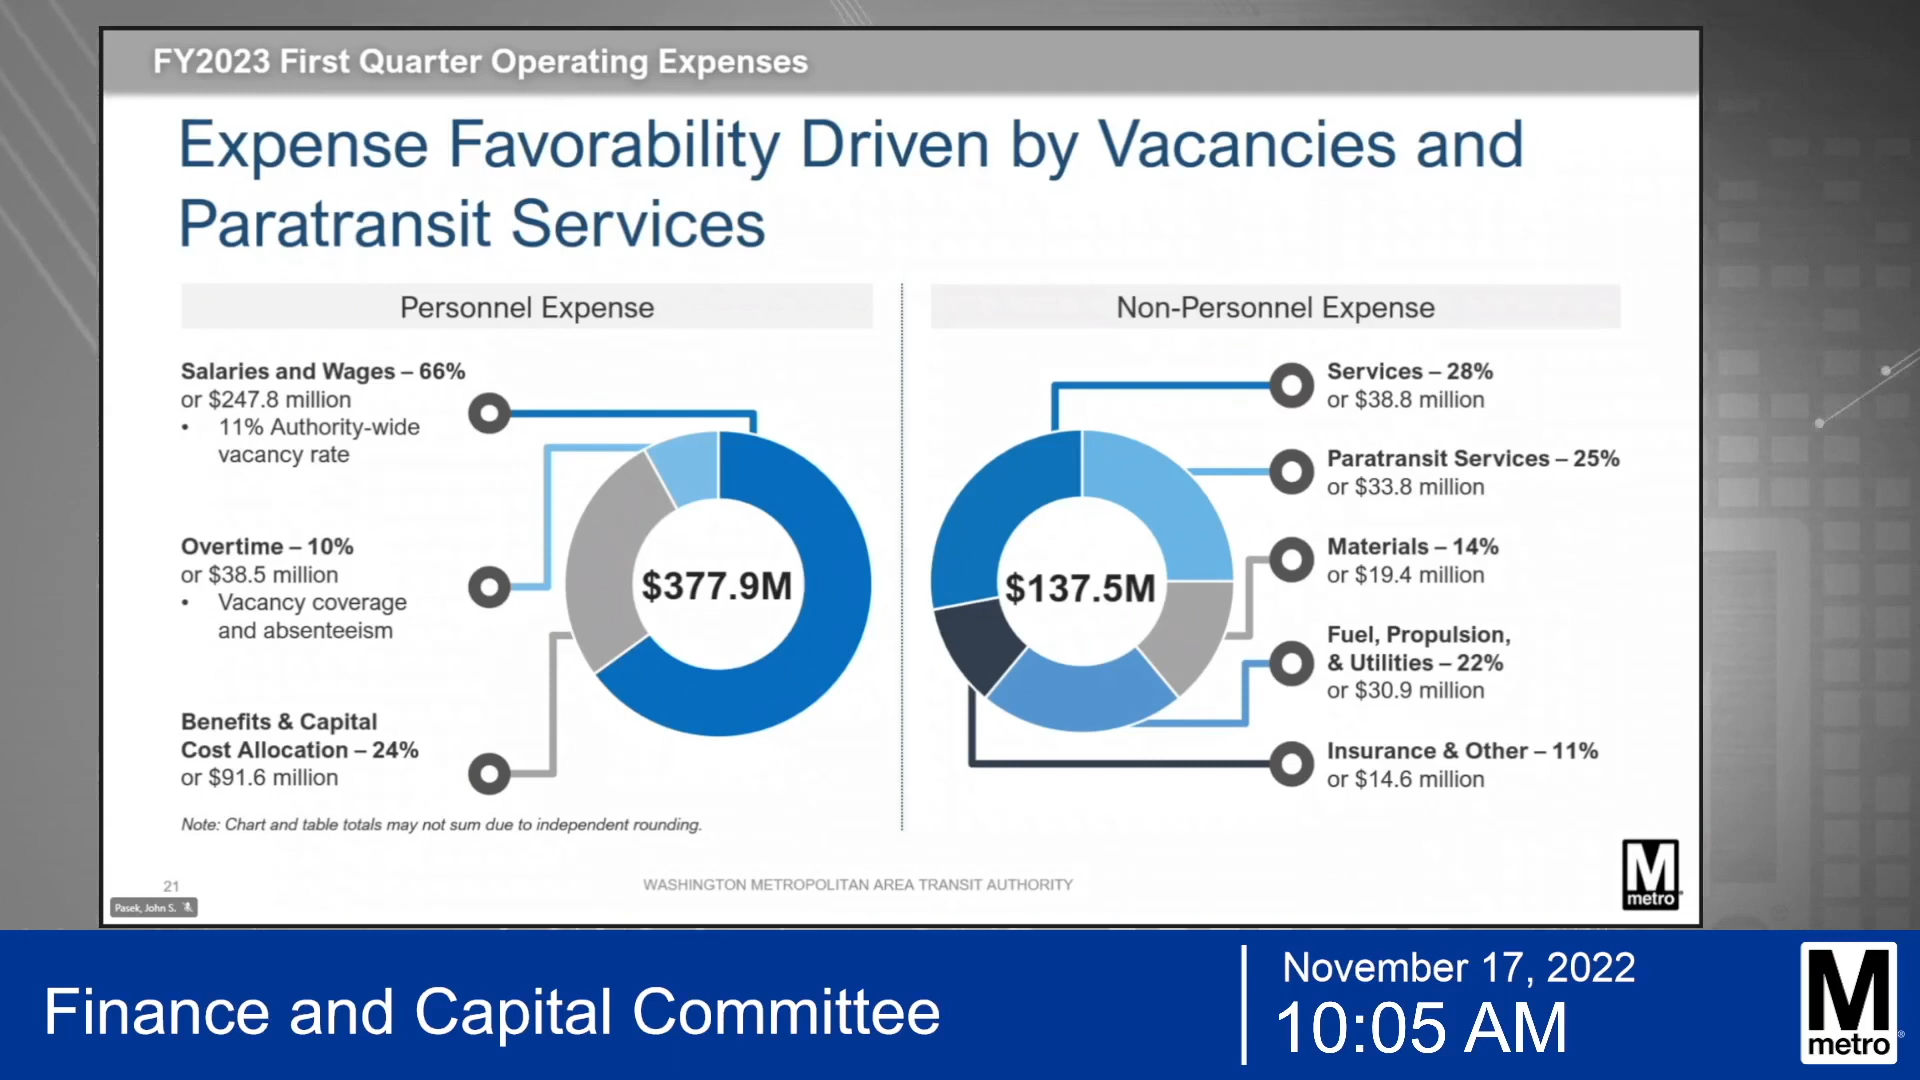 FY2023 First Quarter Operating Expenses
Expense Favorability Driven by Vacancies and
Paratransit Services
Personnel Expense
Salaries and Wages – 66%
or $247.8 million
• 11% Authority-wide
vacancy rate
Overtime – 10%
or $38.5 million
• Vacancy coverage
and absenteeism
Benefits & Capital
Cost Allocation – 24%
or $91.6 million
$377.9M
Note: Chart and table totals may not sum due to independent rounding.
Non-Personnel Expense
$137.5M
Services – 28%
or $38.8 million
Paratransit Services – 25%
or $33.8 million
Materials – 14%
or $19.4 million
Fuel, Propulsion,
& Utilities – 22%
or $30.9 million
Insurance & Other – 11%
or $14.6 million
21
WASHINGTON METROPOLITAN AREA TRANSIT AUTHORITY
M
metro
Pasek, John S.
Finance and Capital Committee
November 17, 2022
10:05 AM
M
metro®